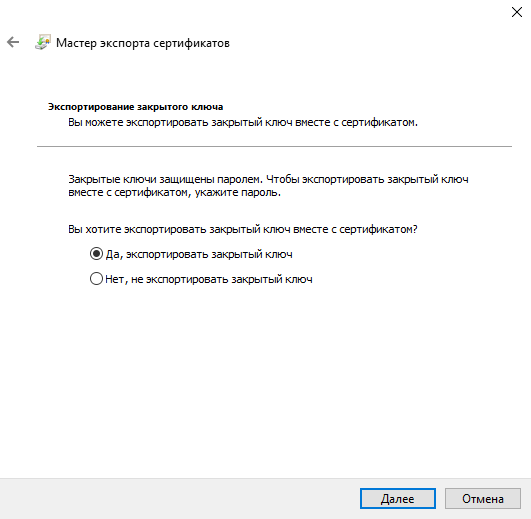 Мастер экспорта сертификатов
Экспортирование закрытого ключа
Вы можете экспортировать закрытый ключ вместе с сертификатом.
Закрытые ключи защищены паролем. Чтобы экспортировать закрытый ключ
вместе с сертификатом, укажите пароль.
Вы хотите экспортировать закрытый ключ вместе с сертификатом?
Да, экспортировать закрытый ключ
Нет, не экспортировать закрытый ключ
Далее
Отмена